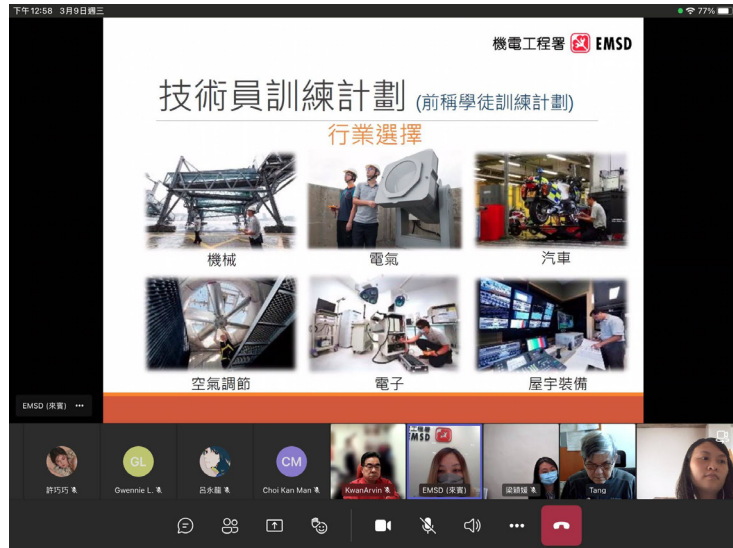 下午12:58 3月9日週三
77%
機電工程署 EMSD
技術員訓練計劃 (前稱學徒訓練計劃)
行業選擇
機械
電氣
汽車
空氣調節
電子
屋宇裝備
EMSD (來賓)
GL
CM
許巧巧
Gwennie L.
呂永龍
Choi Kan Man
KwanArvin
EMSD
EMSD (來賓)
梁穎媛
Tang